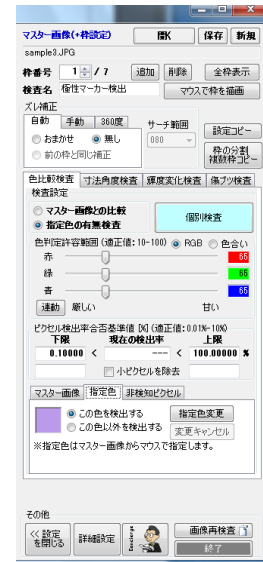 マスター画像(+枠設定)
開K
保存
新規
sample3.JPG
枠番号 1 / 7 追加 削除 全枠表示
検査名 極性マーカー検出 マウスで枠を描画
ズレ補正
自動 手動 360度 サーチ範囲
おまかせ 無し 080 設定コピー
前の枠と同じ補正 枠の分割
複数枠コピー
色比較検査 寸法角度検査 輝度変化検査 傷ブツ検査
検査設定
マスター画像との比較
指定色の有無検査
個別検査
色判定許容範囲 (適正値:10-100) RGB 色合い
赤 65
緑 65
青 65
連動 厳しい 甘い
ピクセル検出率合否基準値 [%] (適正値:0.01%-10%)
下限 現在の検出率 上限
0.10000 < --- < 100.00000 %
小ピクセルを除去
マスター画像 指定色 非検知ピクセル
この色を検出する 指定色変更
この色以外を検出する 変更キャンセル
※指定色はマスター画像からマウスで指定します。
その他
<< 設定
を閉じる
詳細設定
画像再検査
終了